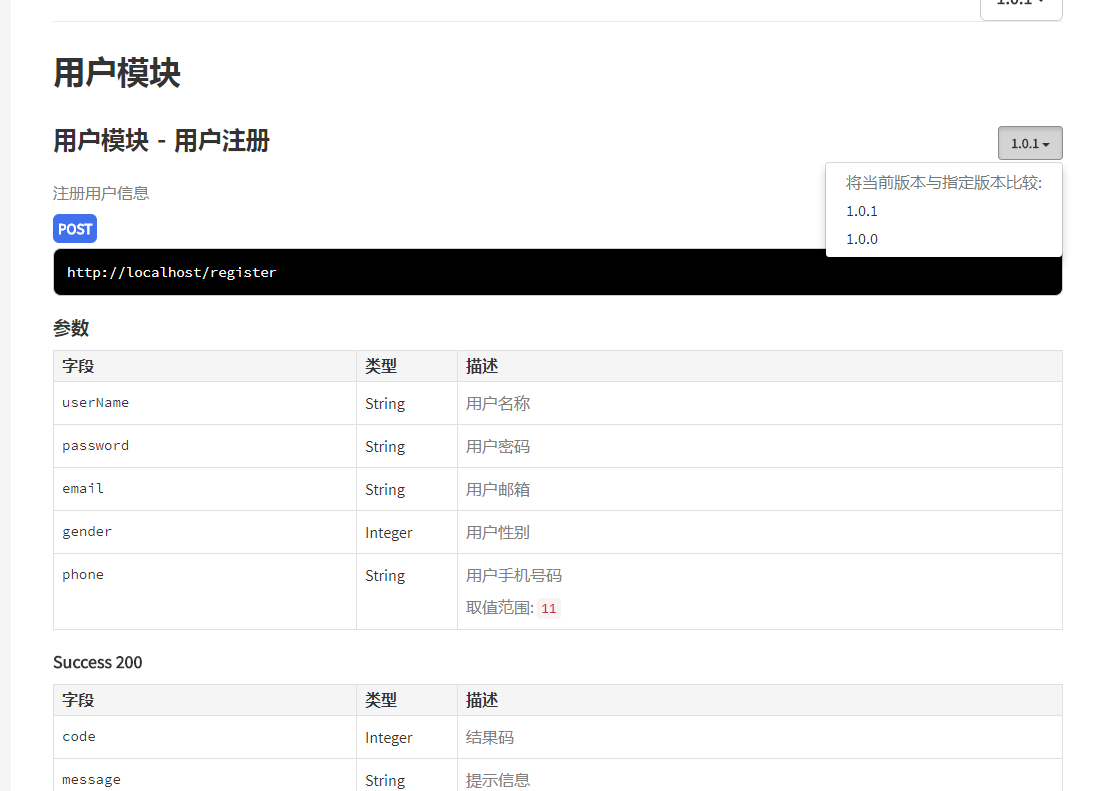 1.0.1
用户模块
用户模块 - 用户注册
1.0.1
将当前版本与指定版本比较:
1.0.1
1.0.0
注册用户信息
POST
http://localhost/register
参数
字段 类型 描述
userName String 用户名称
password String 用户密码
email String 用户邮箱
gender Integer 用户性别
phone String 用户手机号码
取值范围: 11
Success 200
字段 类型 描述
code Integer 结果码
message String 提示信息